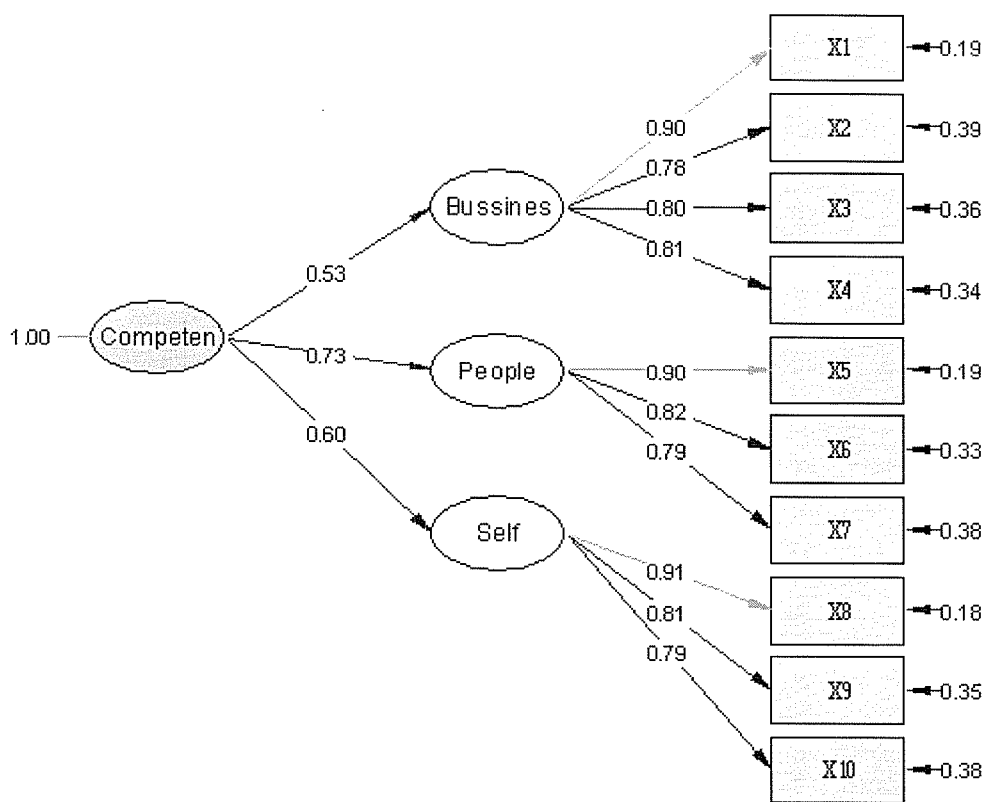 X1
0.19
0.90
X2
0.39
0.78
Bussines
0.80
X3
0.36
0.81
X4
0.34
0.53
1.00
Competen
0.73
People
0.90
X5
0.19
0.82
X6
0.33
0.79
X7
0.38
0.60
Self
0.91
X8
0.18
0.81
X9
0.35
0.79
X10
0.38